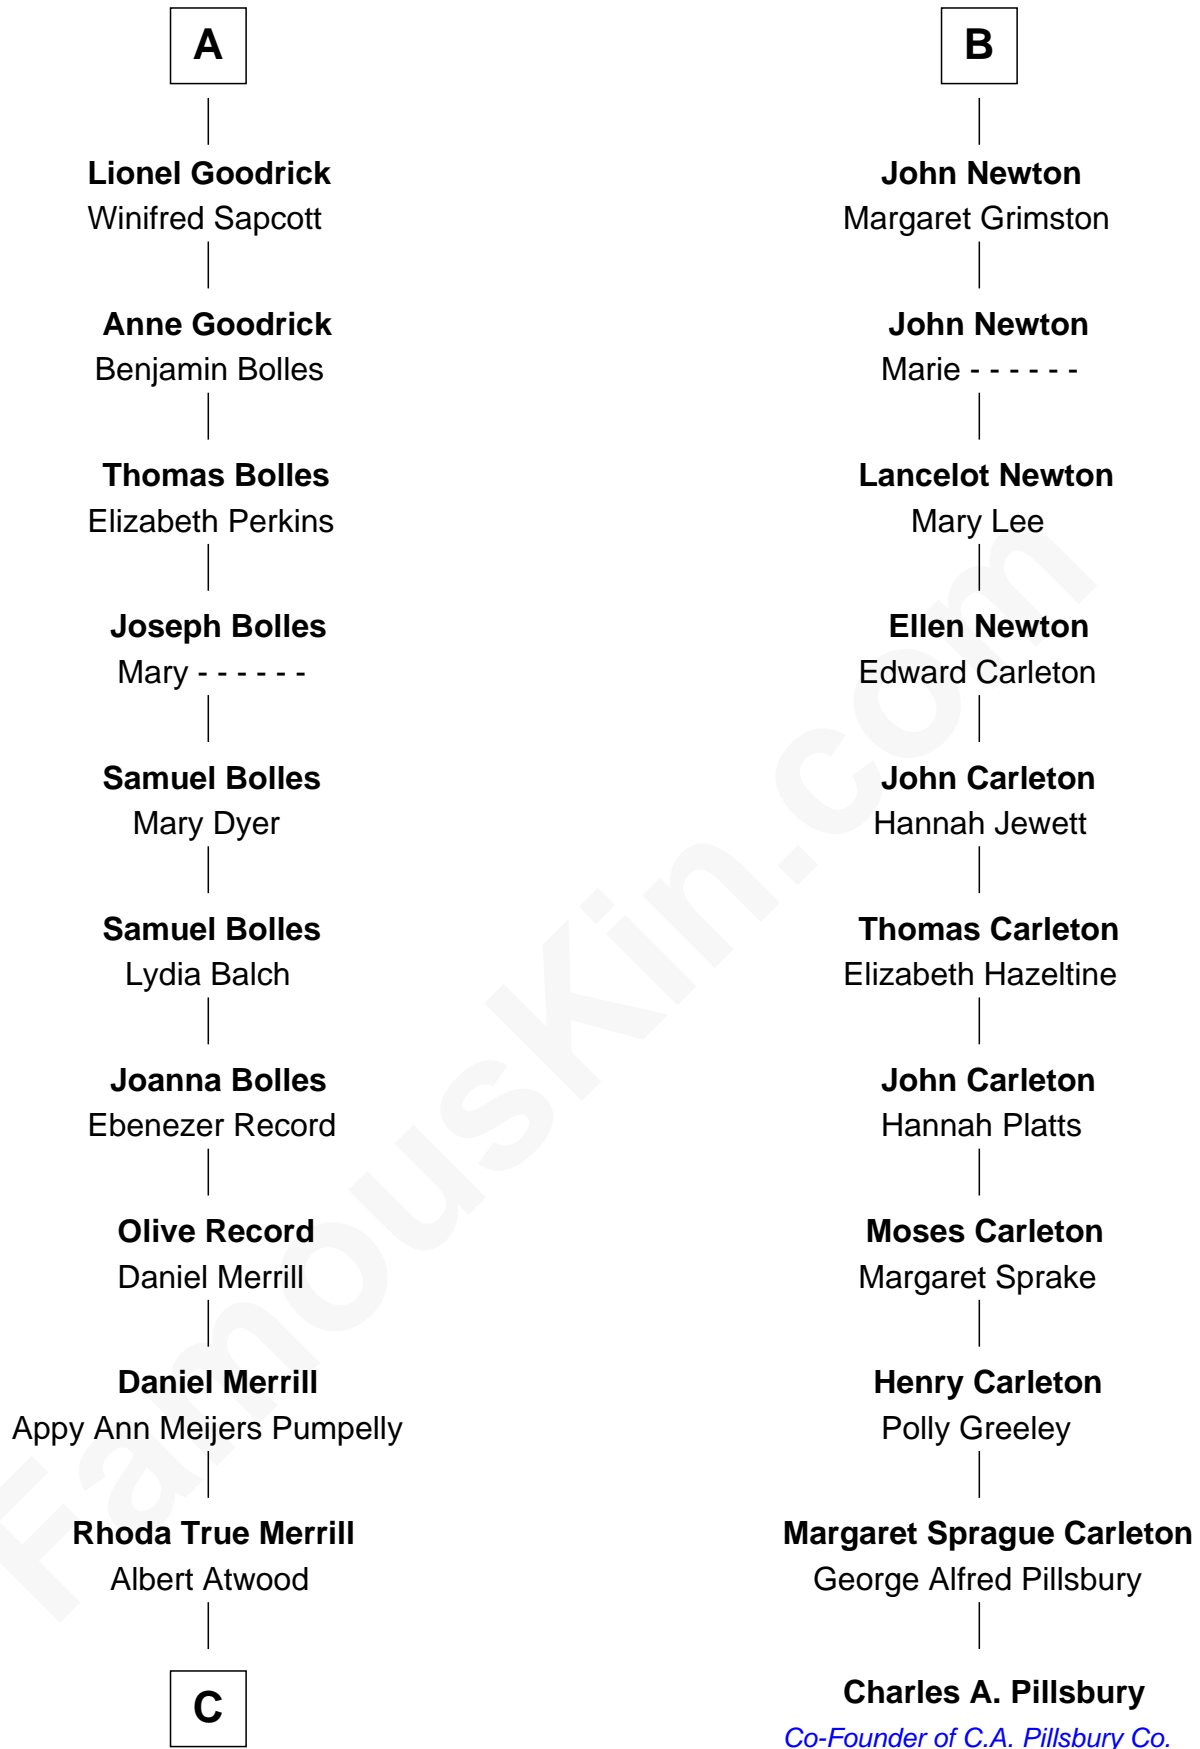 A
Lionel Goodrick
Winifred Sapcott
Anne Goodrick
Benjamin Bolles
Thomas Bolles
Elizabeth Perkins
Joseph Bolles
Mary - - - - - -
Samuel Bolles
Mary Dyer
Samuel Bolles
Lydia Balch
Joanna Bolles
Ebenezer Record
Olive Record
Daniel Merrill
Daniel Merrill
Appy Ann Meijers Pumpelly
Rhoda True Merrill
Albert Atwood
C
B
John Newton
Margaret Grimston
John Newton
Marie - - - - - -
Lancelot Newton
Mary Lee
Ellen Newton
Edward Carleton
John Carleton
Hannah Jewett
Thomas Carleton
Elizabeth Hazeltine
John Carleton
Hannah Platts
Moses Carleton
Margaret Sprake
Henry Carleton
Polly Greeley
Margaret Sprague Carleton
George Alfred Pillsbury
Charles A. Pillsbury
Co-Founder of C.A. Pillsbury Co.
FamousKin.com